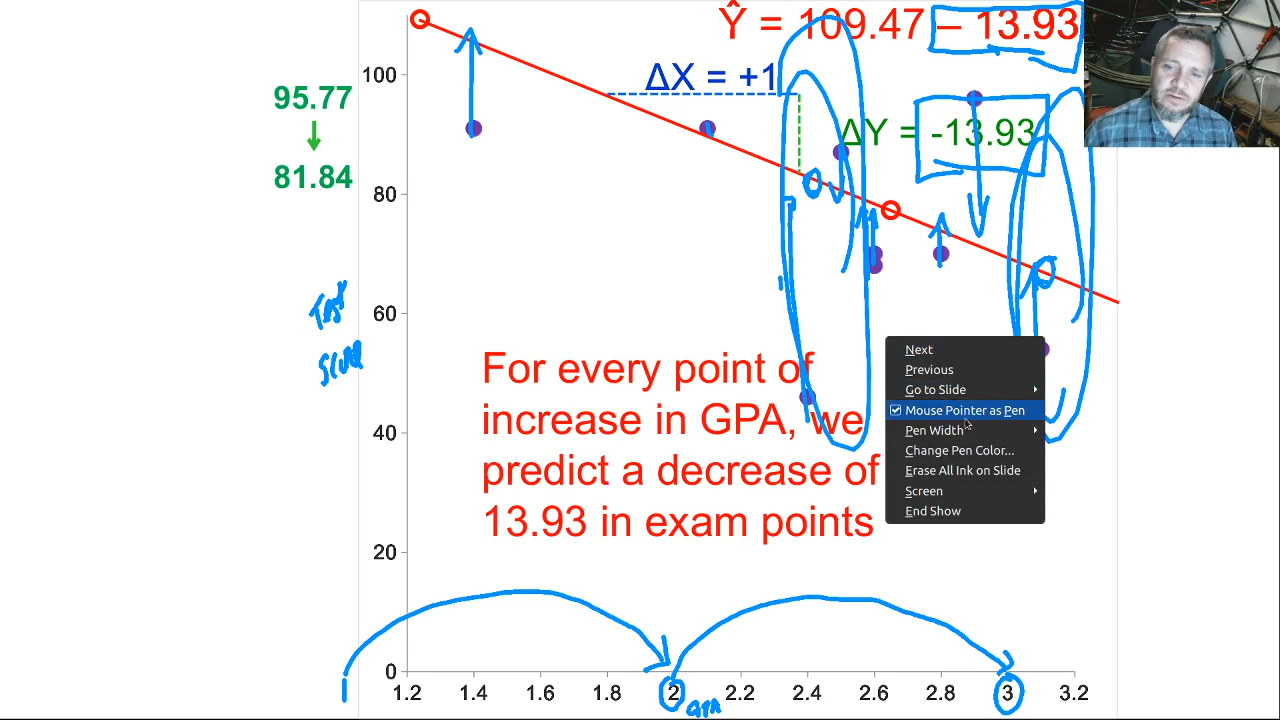 Ŷ = 109.47 – 13.93
100
ΔX = +1
95.77
ΔY = -13.93
81.84
80
60
Test
Score
For every point of
increase in GPA, we
predict a decrease of
13.93 in exam points
40
20
0
Next
Previous
Go to Slide
Mouse Pointer as Pen
Pen Width
Change Pen Color...
Erase All Ink on Slide
Screen
End Show
1
1.2
1.4
1.6
1.8
2
2.2
2.4
2.6
2.8
3
3.2
GPA